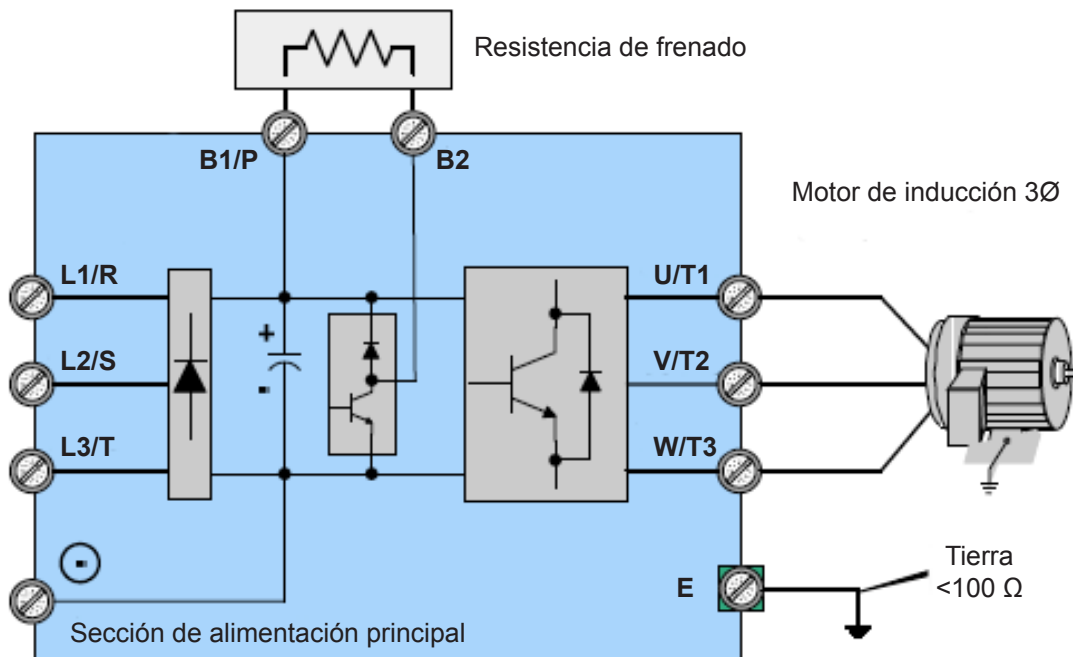 Resistencia de frenado
B1/P
B2
Motor de inducción 3Ø
L1/R
U/T1
+
L2/S
V/T2
-
L3/T
W/T3
-
E
Tierra
<100 Ω
Sección de alimentación principal